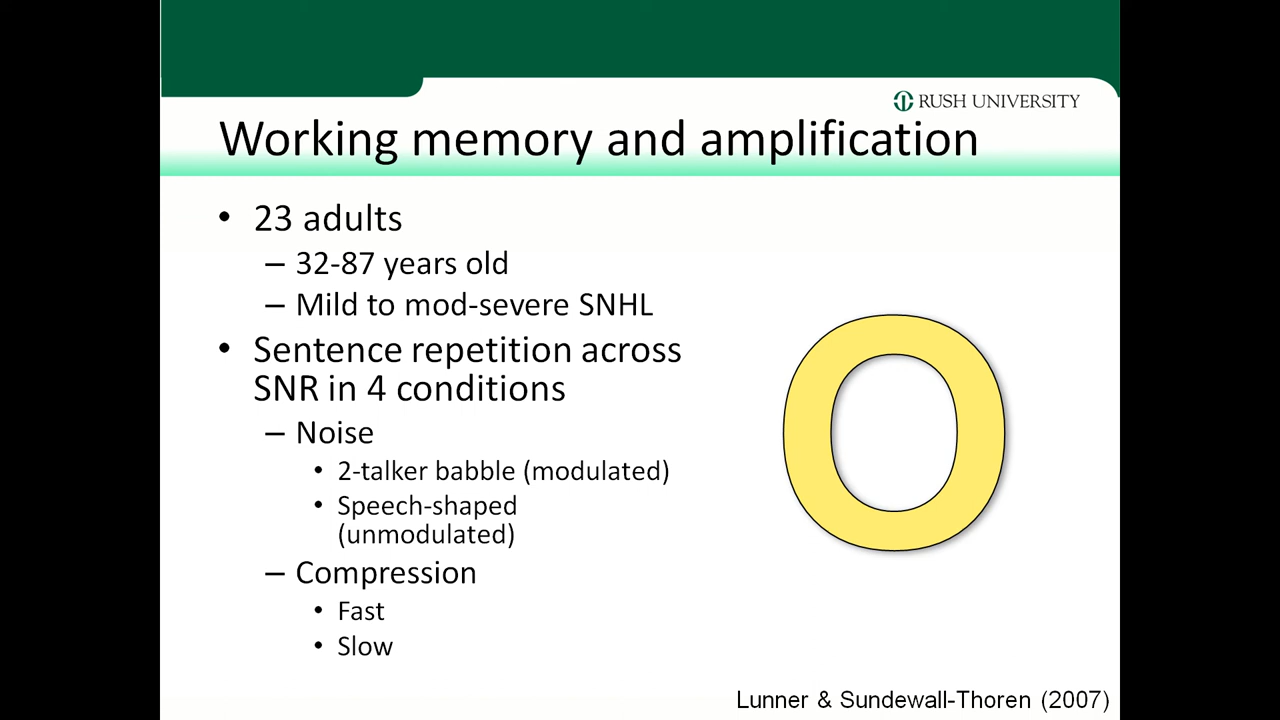 RUSH UNIVERSITY
Working memory and amplification
• 23 adults
– 32-87 years old
– Mild to mod-severe SNHL
• Sentence repetition across
SNR in 4 conditions
– Noise
• 2-talker babble (modulated)
• Speech-shaped
(unmodulated)
– Compression
• Fast
• Slow
O
Lunner & Sundewall-Thoren (2007)